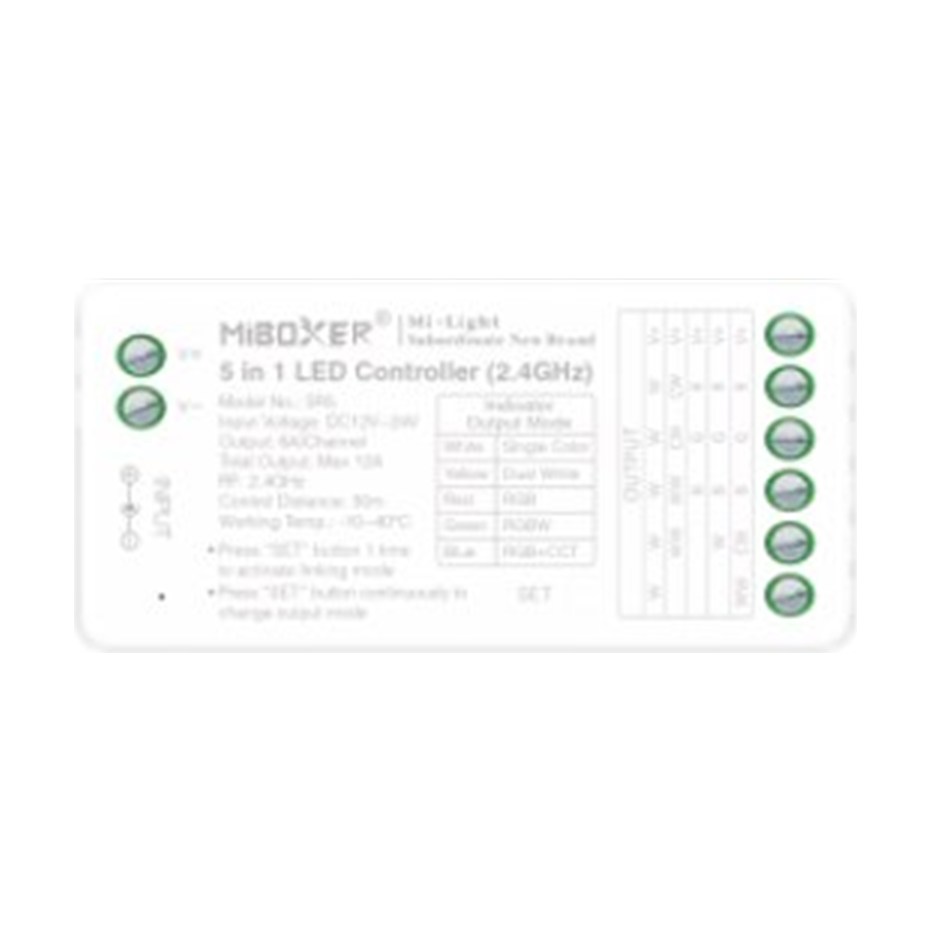 MiBOXER® Mi-Light
Subordinate New Brand
5 in 1 LED Controller (2.4GHz)
Model No.:
Input Voltage: DC12V~24V
Output: 6A/Channel
Total Output: Max 12A
RF: 2.4GHz
Control Distance: 30m
Working Temp.: -10~40°C
• Press "SET" button 1 time
to activate linking mode
• Press "SET" button continuously to
change output mode
Indicator
Output Mode
White Single Color
Yellow Dual White
Red RGB
Green RGBW
Blue RGB+CCT
SET
INPUT
V+
V-
OUTPUT
V+ V+ V+ V+ V+